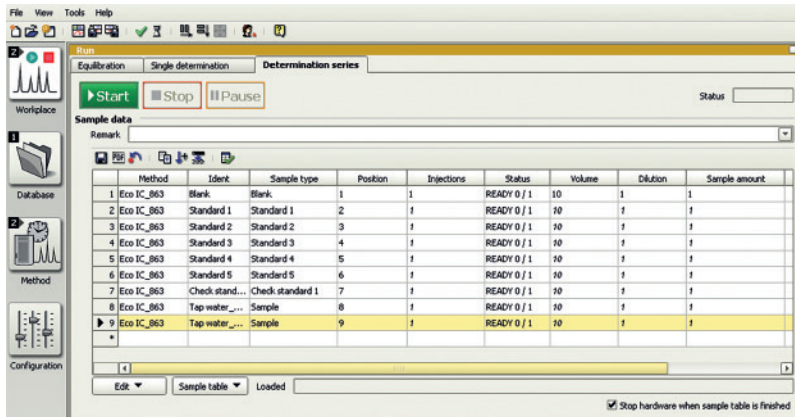 File View Tools Help
Run
Equilibration Single determination Determination series
Start Stop Pause Status
Sample data
Remark
PDF
Method Ident Sample type Position Injections Status Volume Dilution Sample amount
1 Eco IC_863 Blank Blank 1 1 READY 0 / 1 10 1 1
2 Eco IC_863 Standard 1 Standard 1 2 1 READY 0 / 1 10 1 1
3 Eco IC_863 Standard 2 Standard 2 3 1 READY 0 / 1 10 1 1
4 Eco IC_863 Standard 3 Standard 3 4 1 READY 0 / 1 10 1 1
5 Eco IC_863 Standard 4 Standard 4 5 1 READY 0 / 1 10 1 1
6 Eco IC_863 Standard 5 Standard 5 6 1 READY 0 / 1 10 1 1
7 Eco IC_863 Check stand... Check standard 1 7 1 READY 0 / 1 10 1 1
8 Eco IC_863 Tap water_... Sample 8 1 READY 0 / 1 10 1 1
9 Eco IC_863 Tap water_... Sample 9 1 READY 0 / 1 10 1 1
*
Edit Sample table Loaded
Stop hardware when sample table is finished
2
Workplace
1
Database
2
Method
Configuration